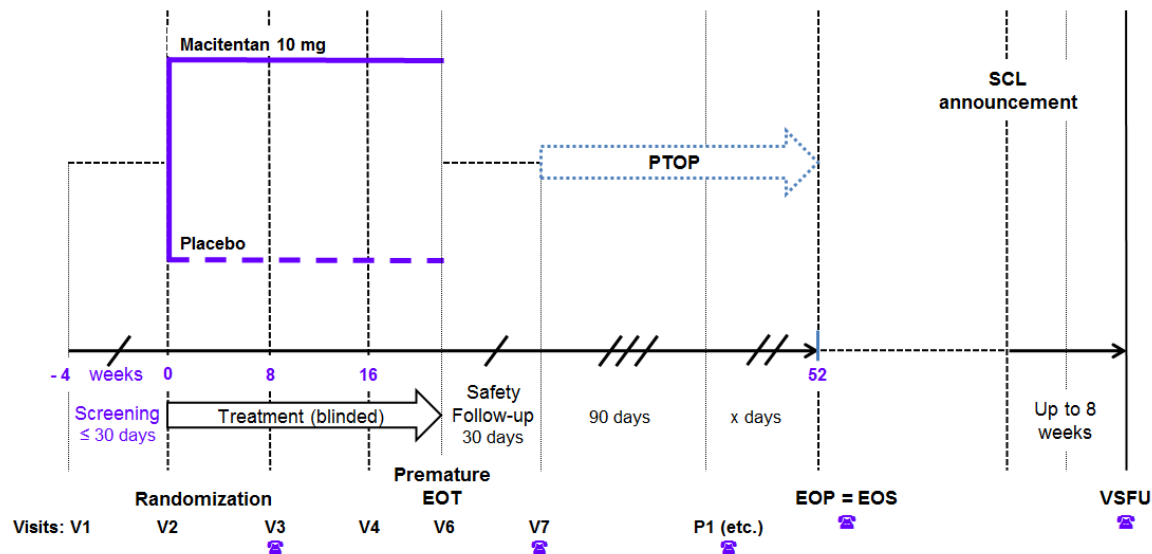 Macitentan 10 mg
SCL
announcement
PTOP
Placebo
- 4 weeks 0 8 16 52
Screening
≤ 30 days
Treatment (blinded)
Safety
Follow-up
30 days
90 days
x days
Up to 8
weeks
Premature
EOT
Randomization
EOP = EOS
VSFU
Visits: V1 V2 V3 V4 V6 V7 P1 (etc.)